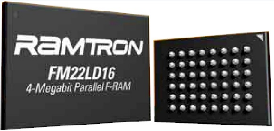 RAMTRON
FM22LD16
4-Megabit Parallel F-RAM